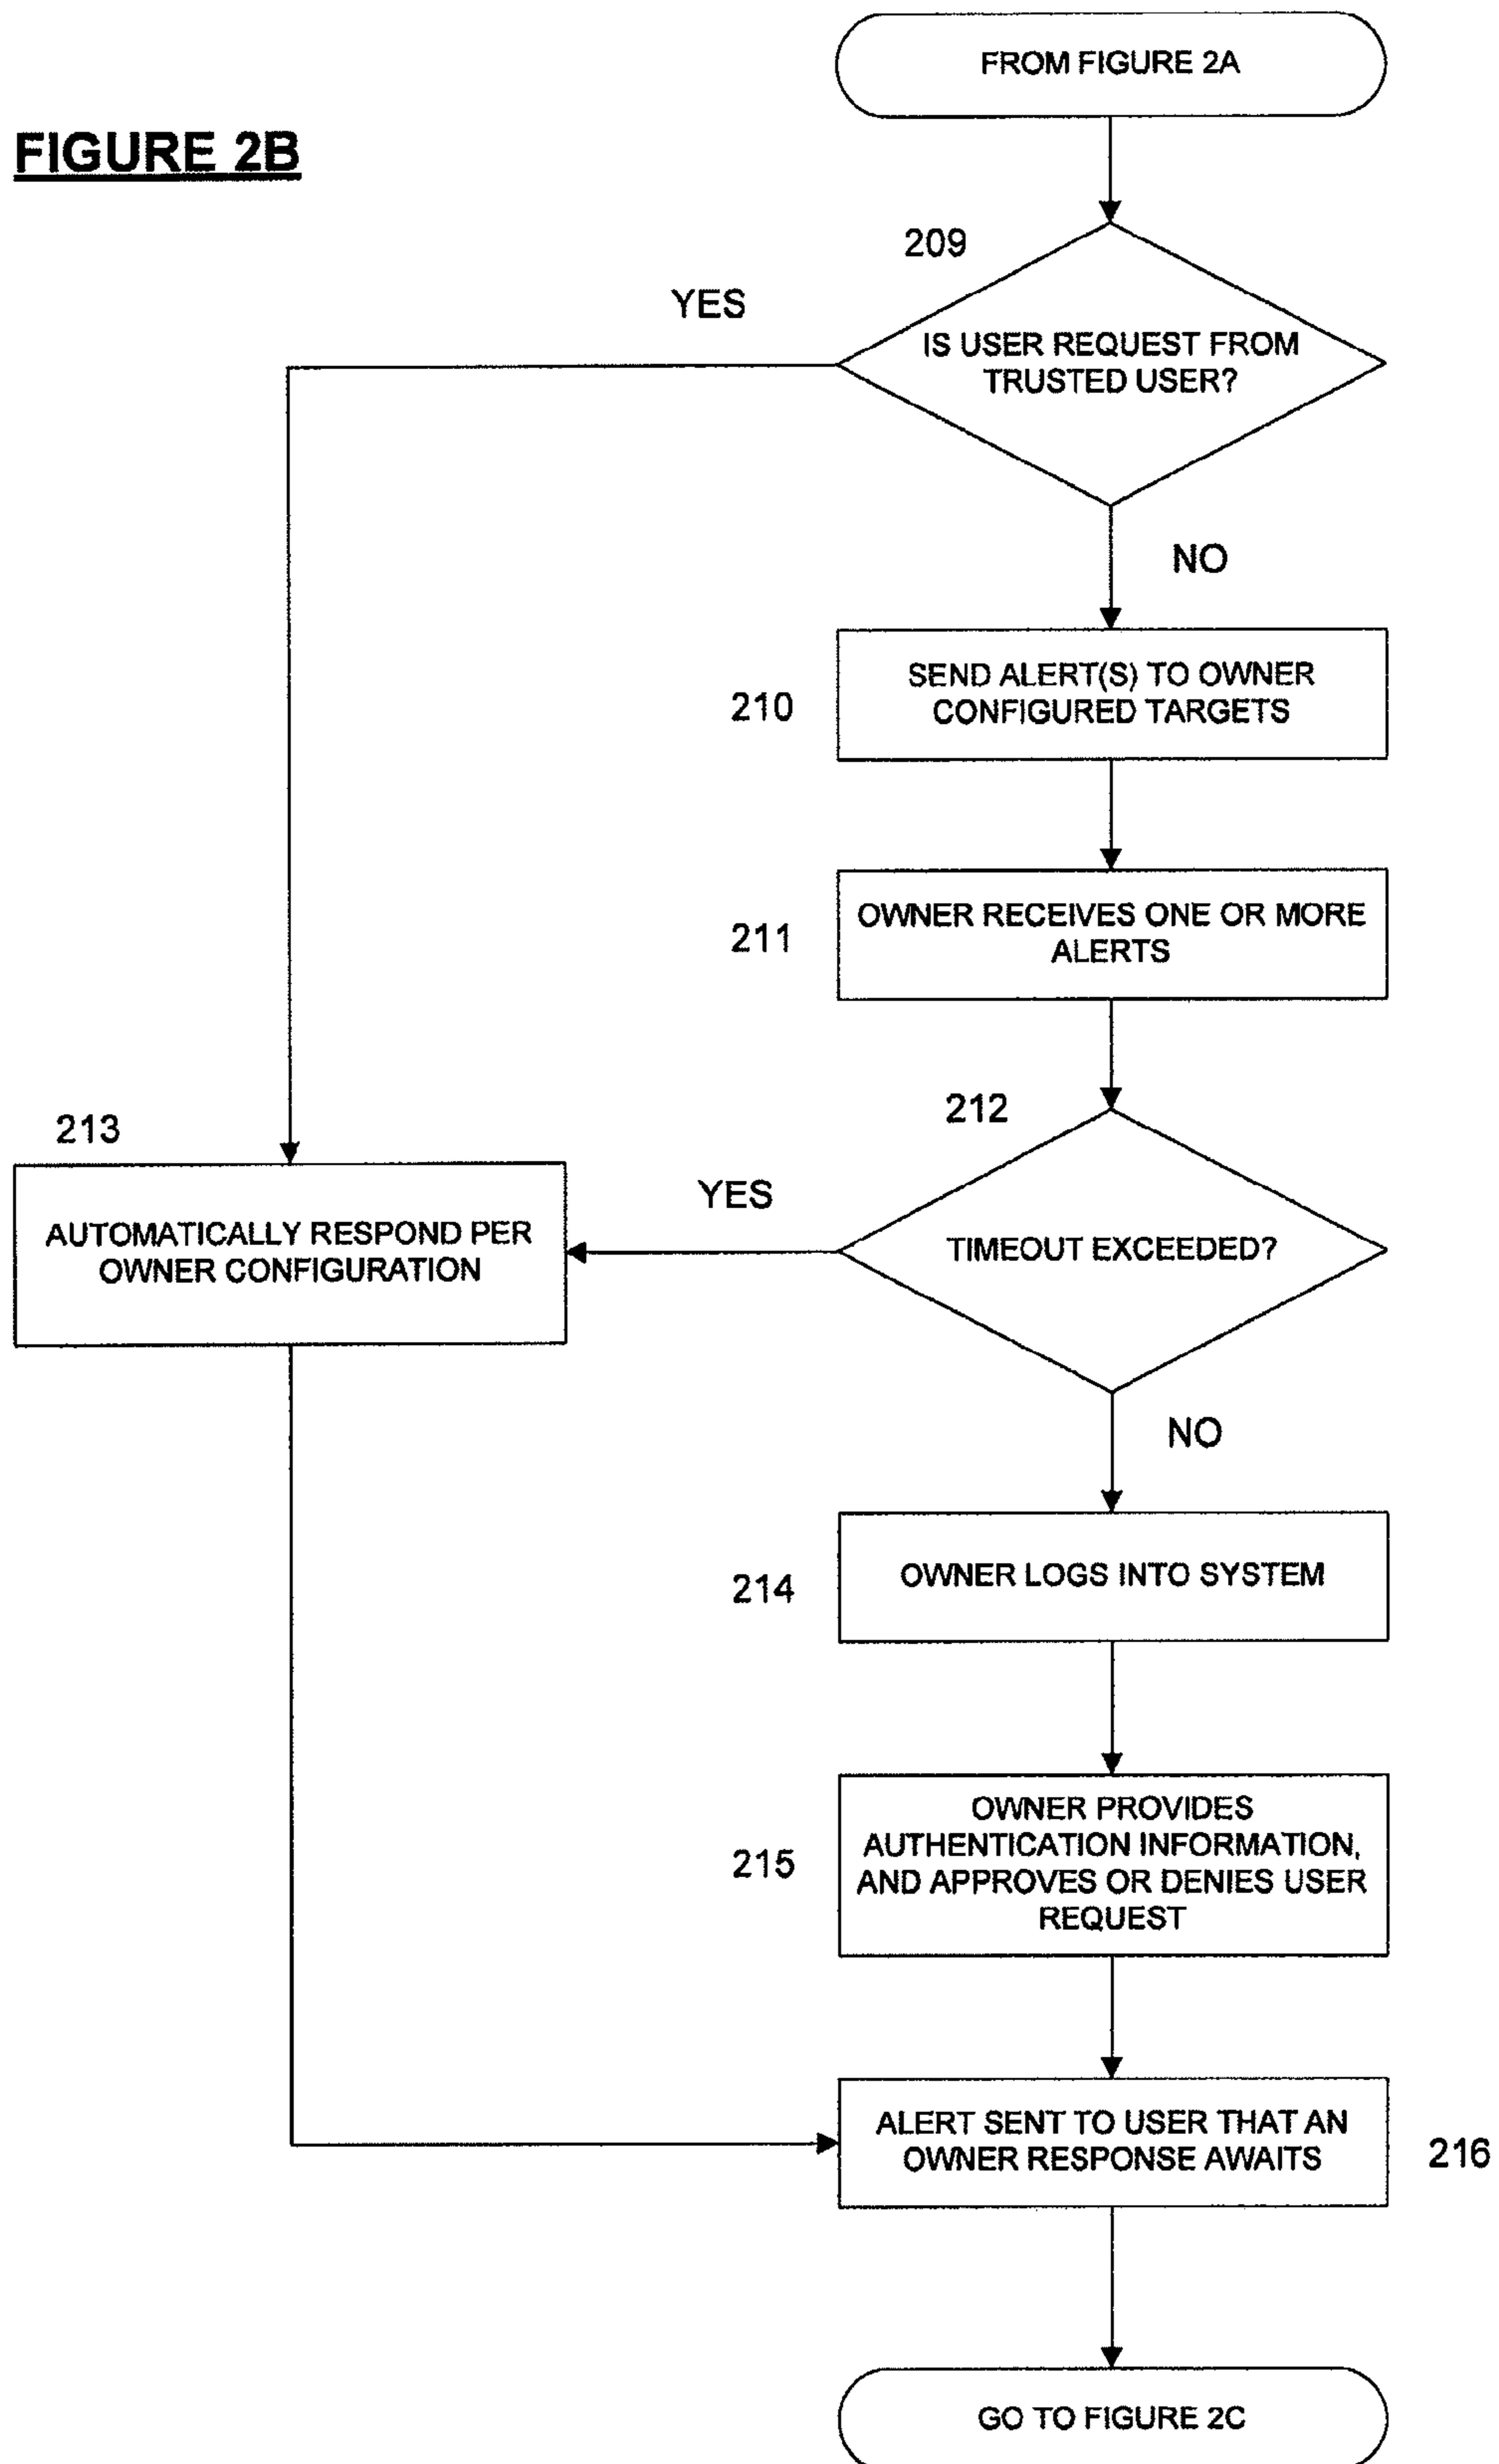 FROM FIGURE 2A
FIGURE 2B
209
YES
IS USER REQUEST FROM
TRUSTED USER?
NO
210
SEND ALERT(S) TO OWNER
CONFIGURED TARGETS
211
OWNER RECEIVES ONE OR MORE
ALERTS
212
213
YES
AUTOMATICALLY RESPOND PER
OWNER CONFIGURATION
TIMEOUT EXCEEDED?
NO
214
OWNER LOGS INTO SYSTEM
215
OWNER PROVIDES
AUTHENTICATION INFORMATION,
AND APPROVES OR DENIES USER
REQUEST
ALERT SENT TO USER THAT AN
OWNER RESPONSE AWAITS
216
GO TO FIGURE 2C